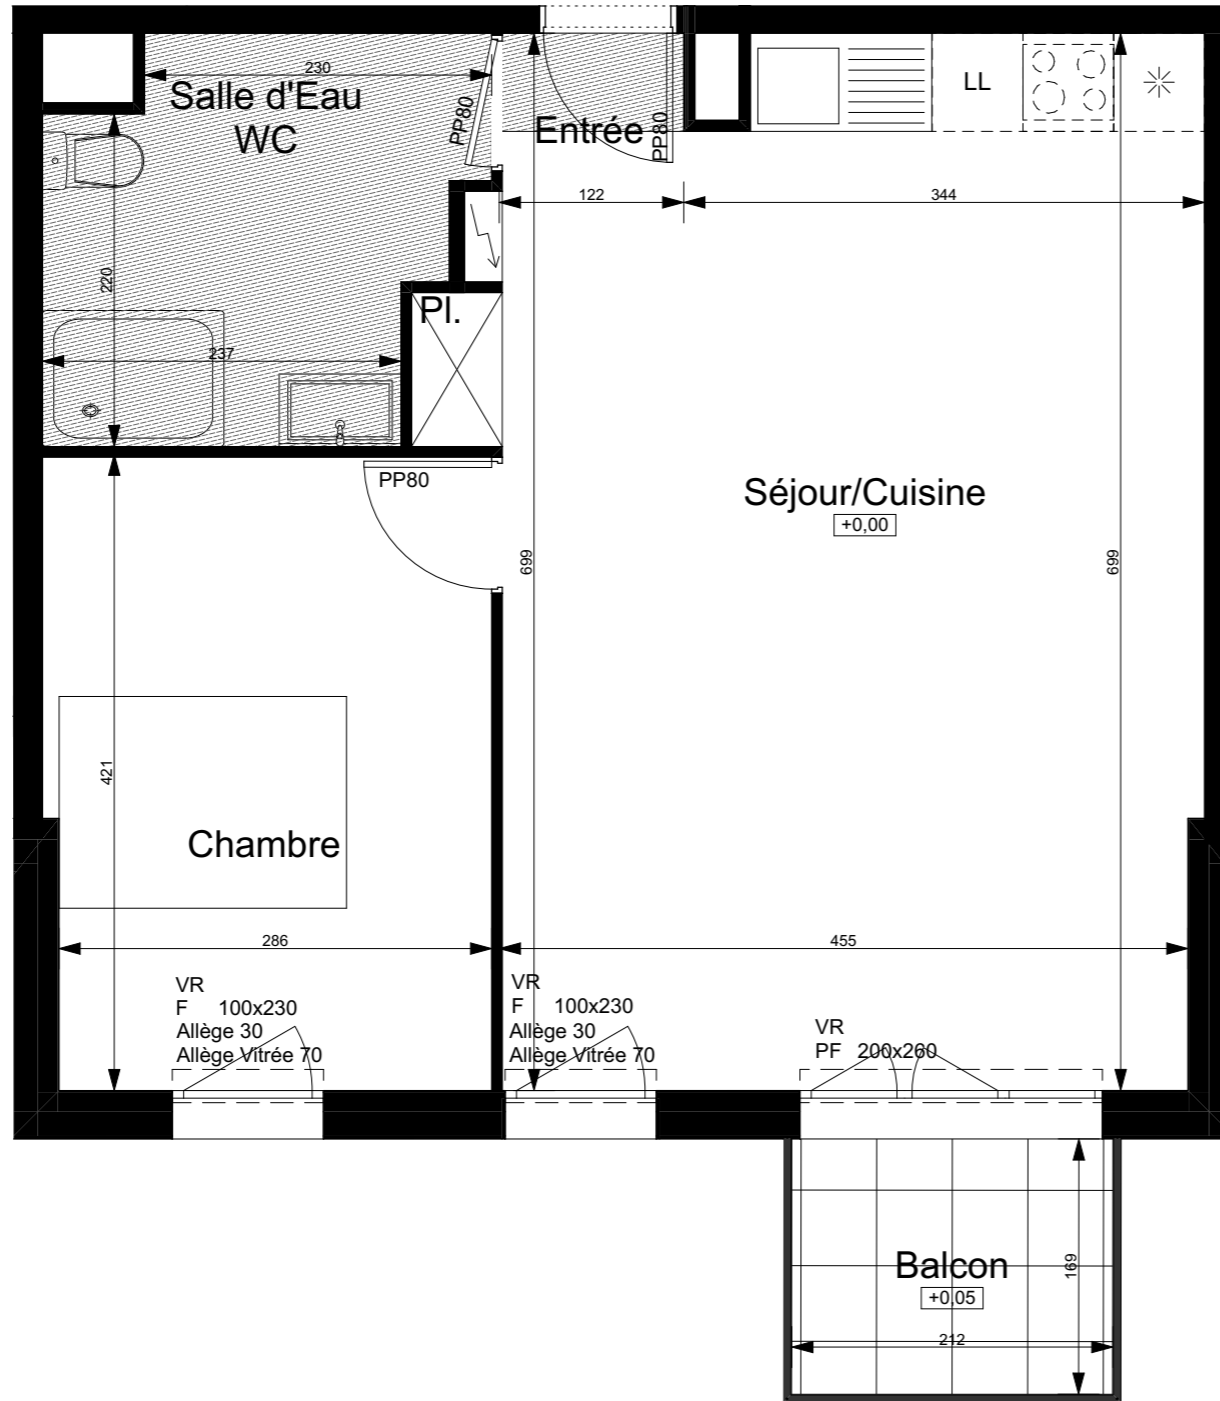 230
Salle d'Eau
WC
PP80
Entrée
PP80
LL
122
344
220
Pl.
237
PP80
Séjour/Cuisine
+0,00
699
699
421
Chambre
286
455
VR
F 100x230
Allège 30
Allège Vitrée 70
VR
F 100x230
Allège 30
Allège Vitrée 70
VR
PF 200x260
Balcon
+0,05
169
212